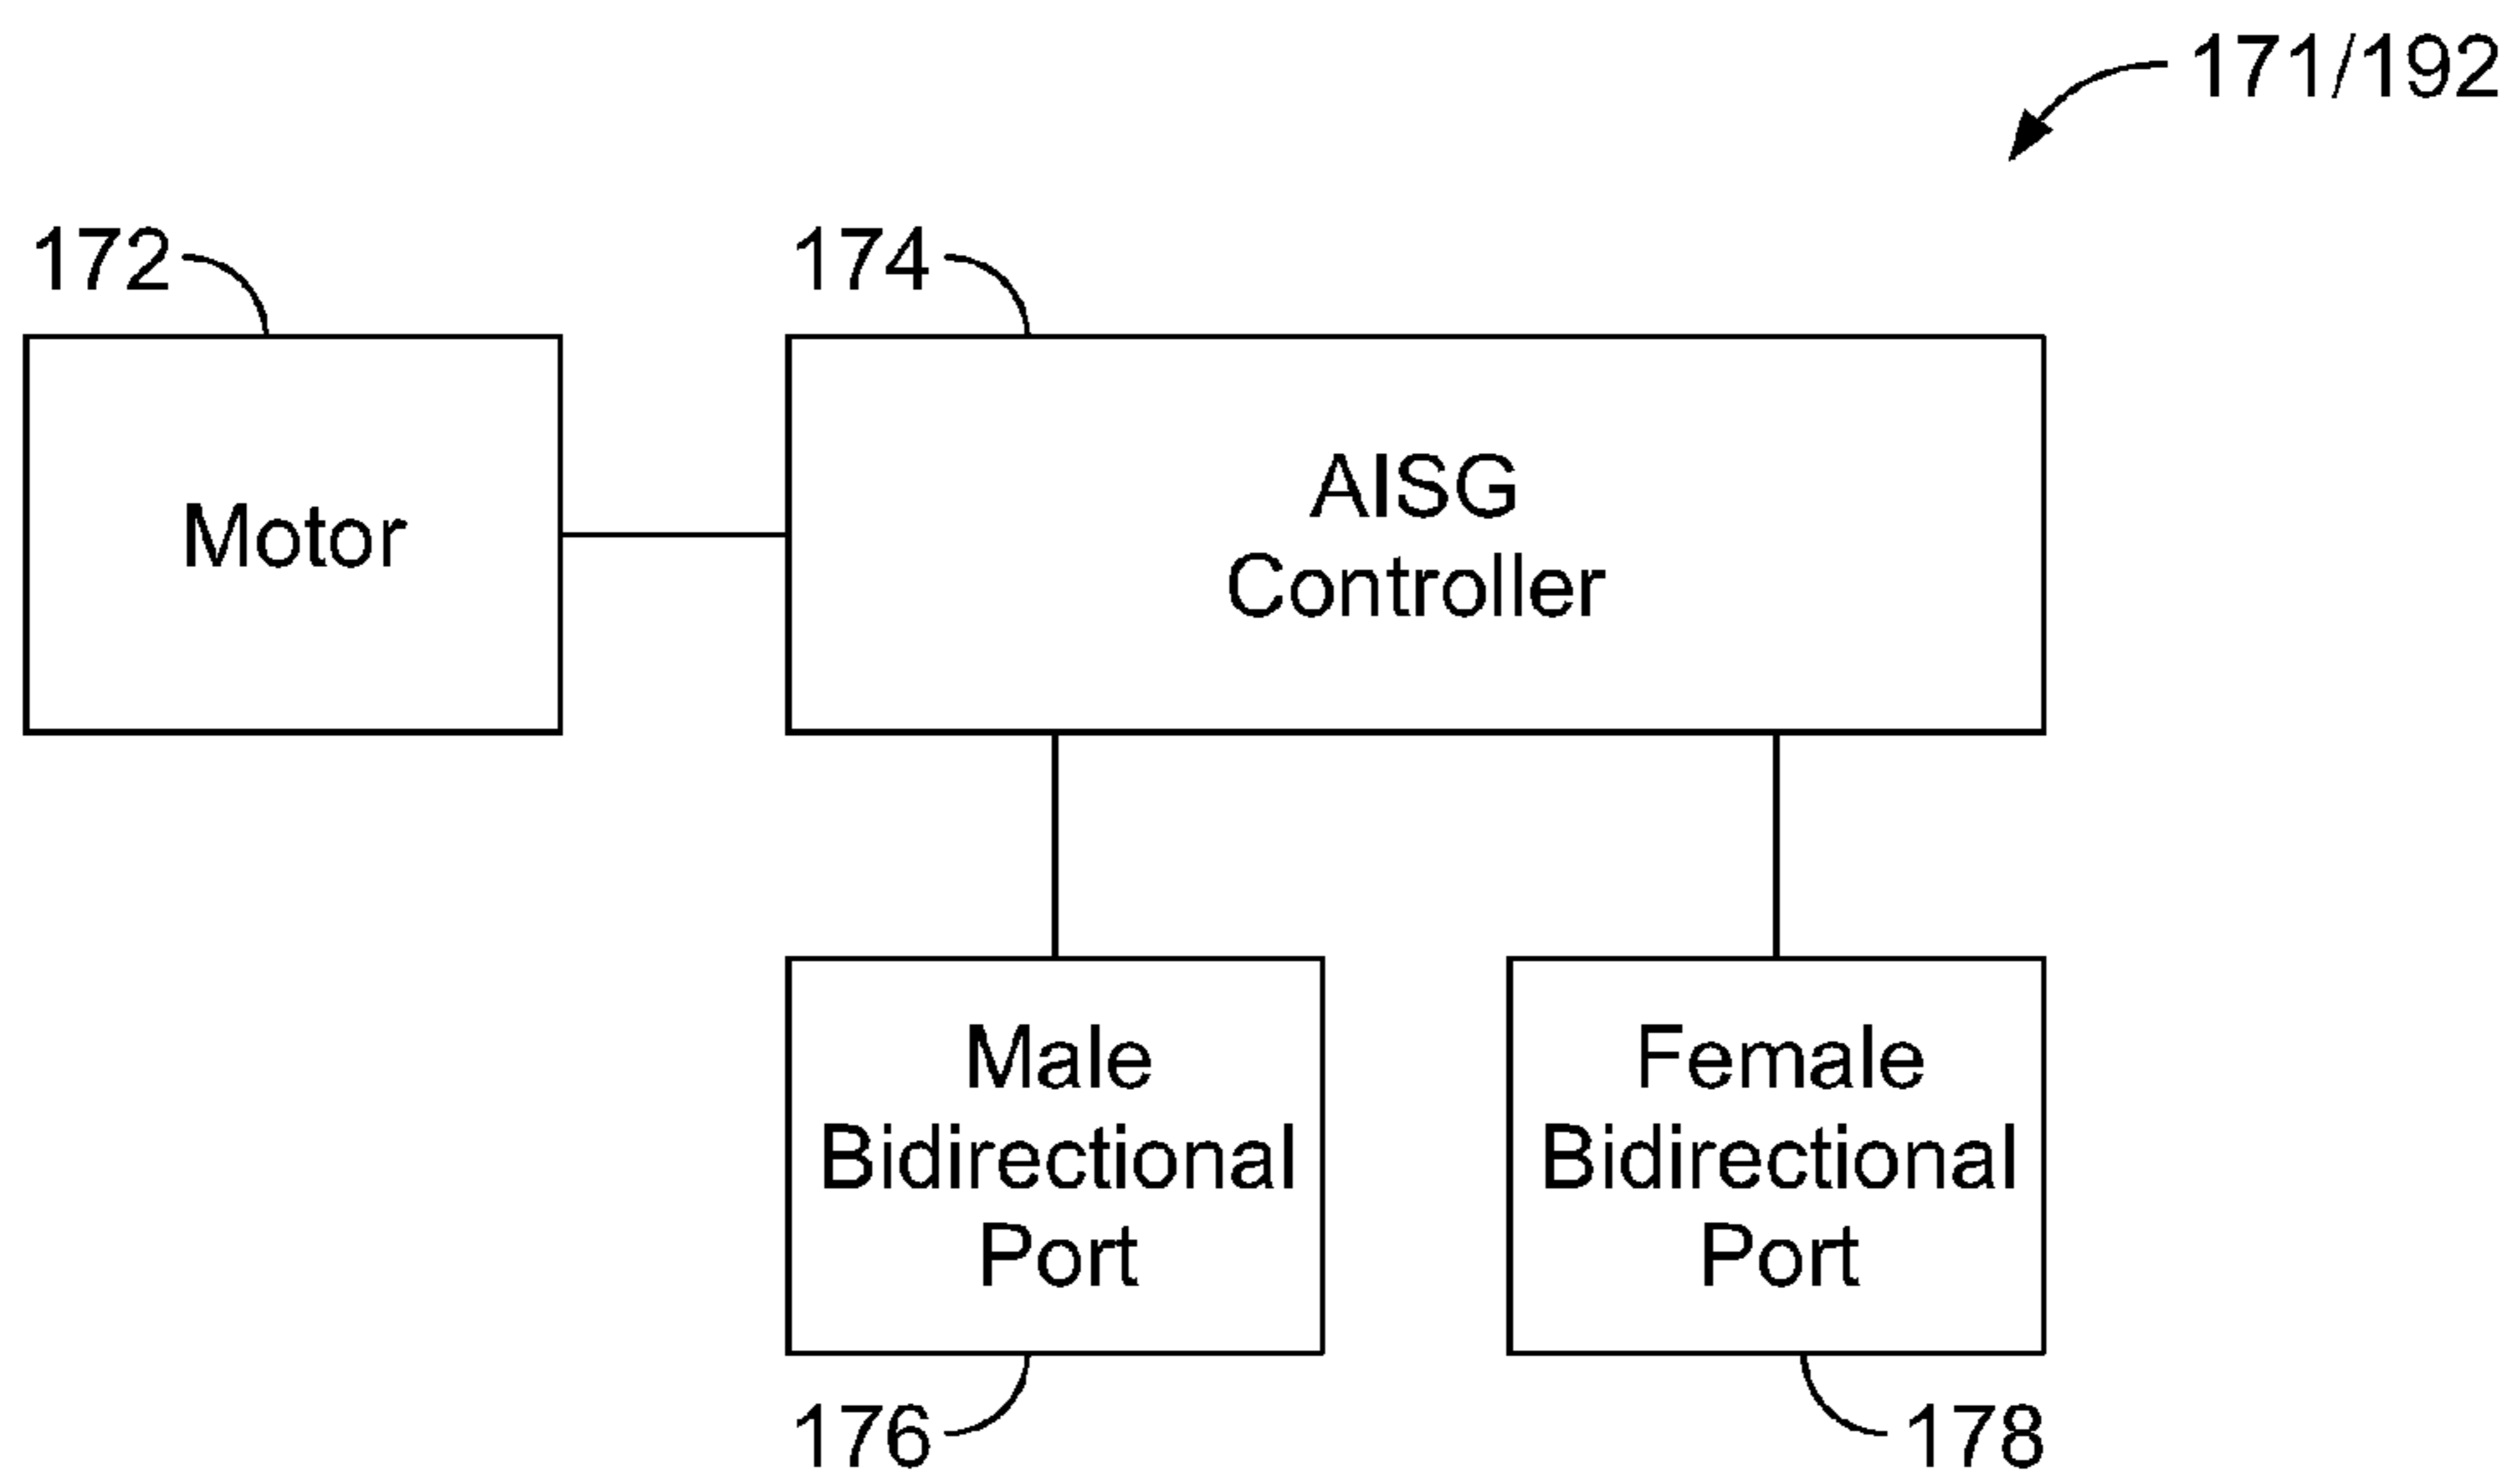 171/192
172
174
Motor
AISG
Controller
Male
Bidirectional
Port
Female
Bidirectional
Port
176
178